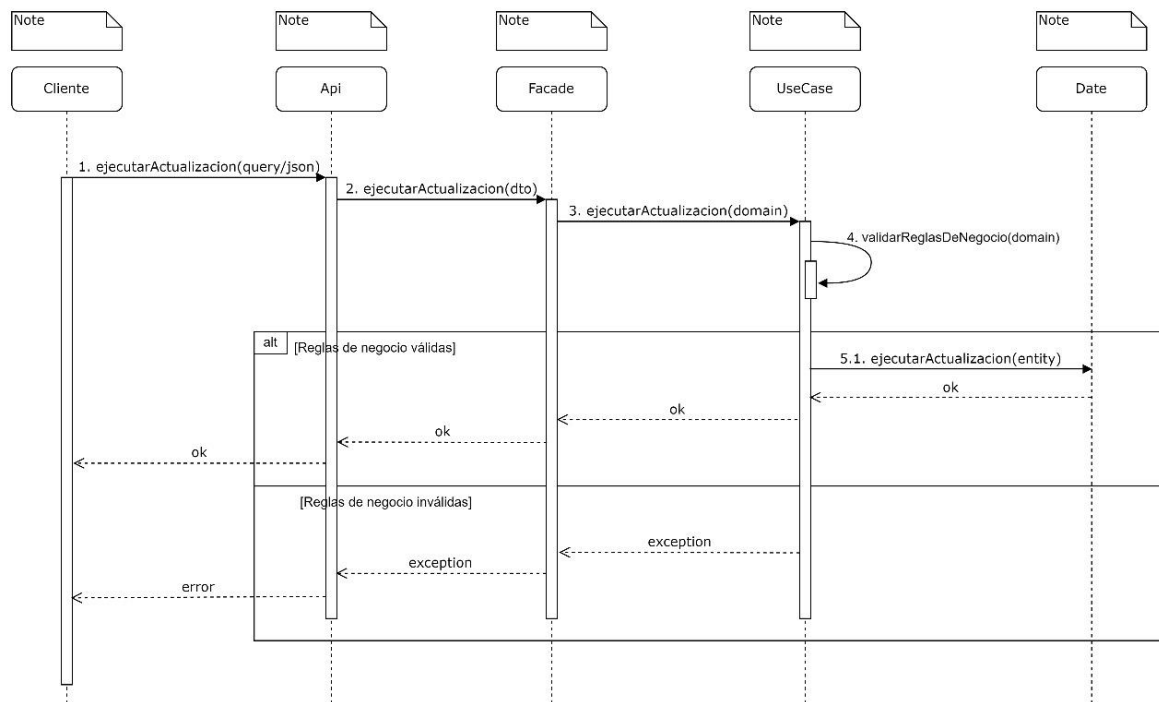 Note
Note
Note
Note
Note
Cliente
Api
Facade
UseCase
Date
1. ejecutarActualizacion(query/json)
2. ejecutarActualizacion(dto)
3. ejecutarActualizacion(domain)
4. validarReglasDeNegocio(domain)
alt
[Reglas de negocio válidas]
5.1. ejecutarActualizacion(entity)
ok
ok
ok
ok
[Reglas de negocio inválidas]
exception
exception
error